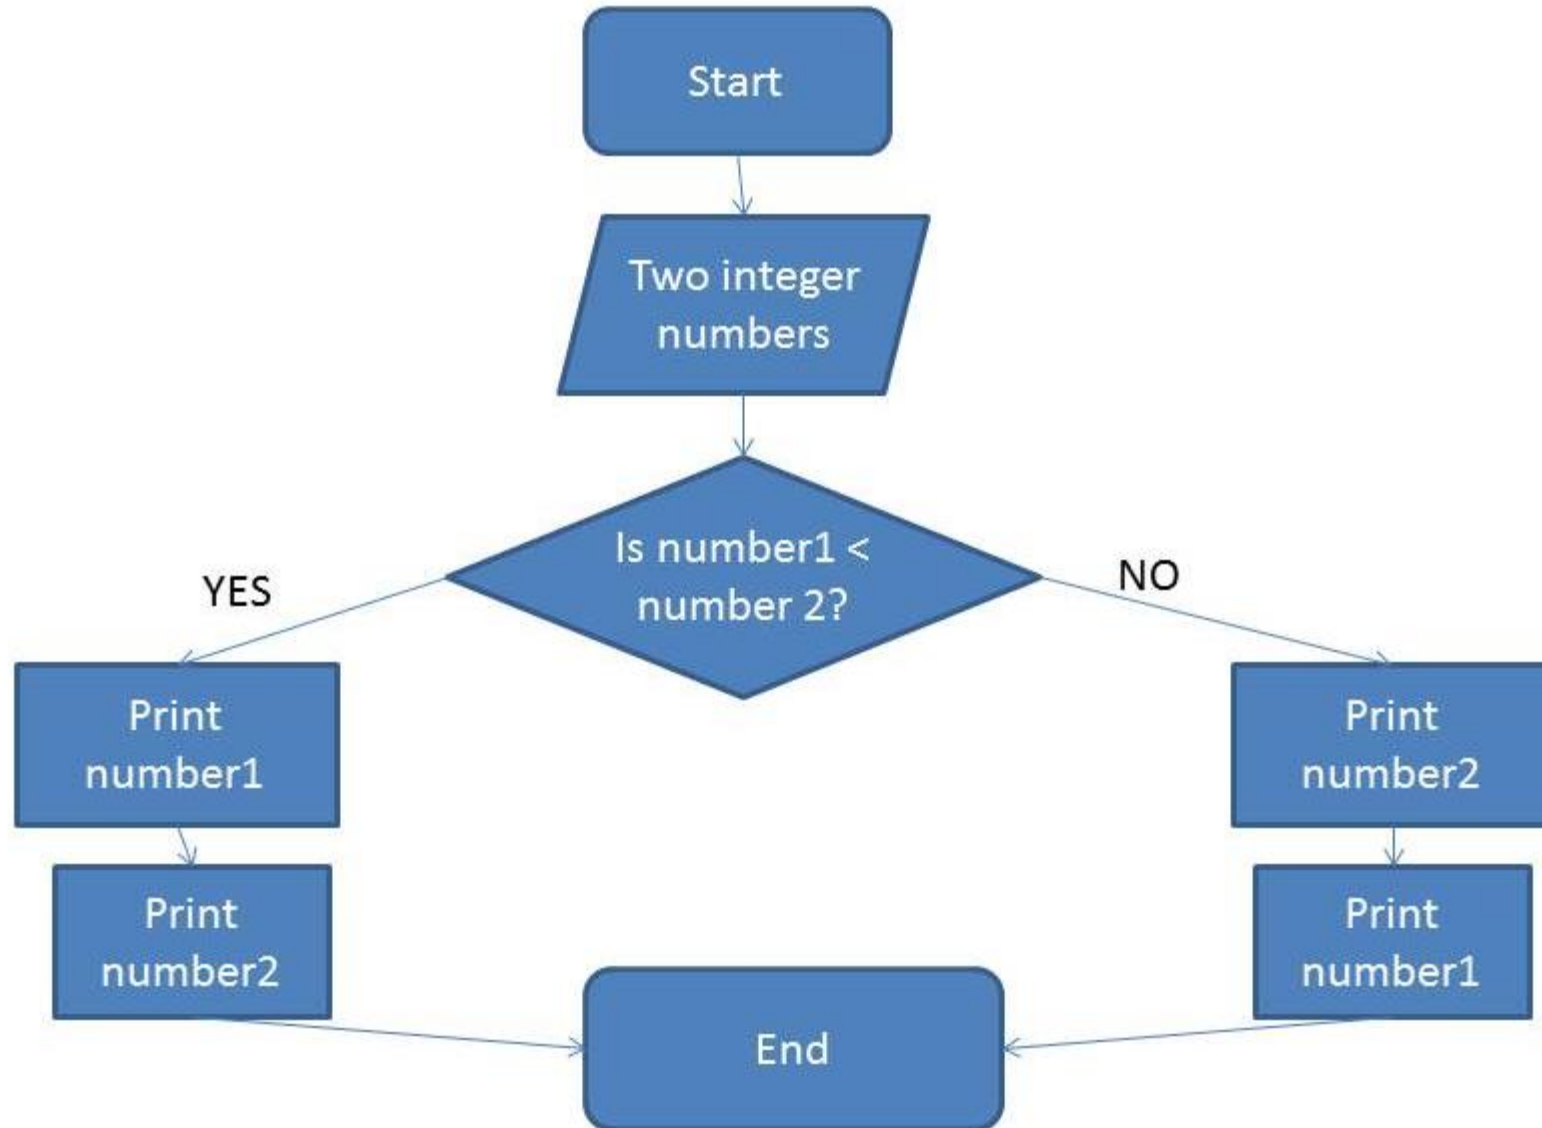 Start
Two integer
numbers
Is number1 <
number 2?
YES
NO
Print
number1
Print
number2
Print
number2
Print
number1
End